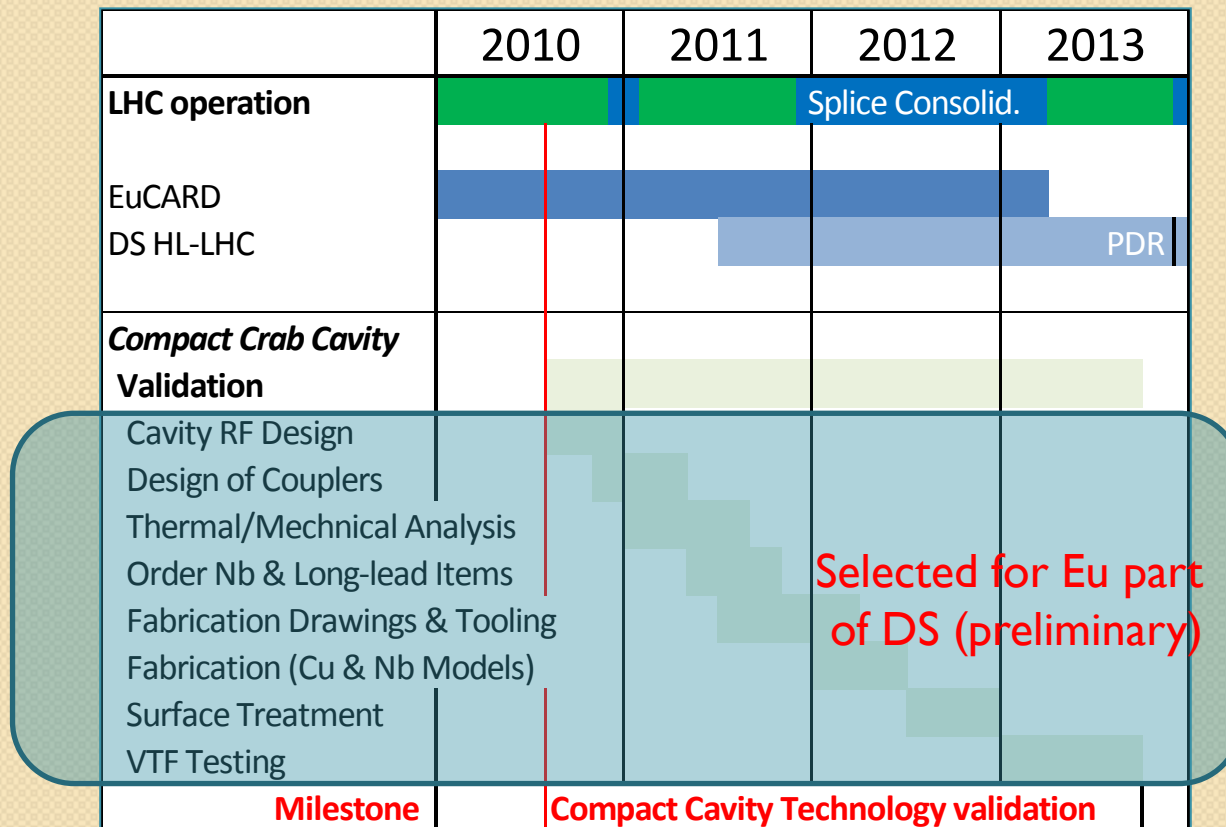 2010 2011 2012 2013
LHC operation Splice Consolid.
EuCARD
DS HL-LHC PDR
Compact Crab Cavity
Validation
Cavity RF Design
Design of Couplers
Thermal/Mechnical Analysis
Order Nb & Long-lead Items
Fabrication Drawings & Tooling
Fabrication (Cu & Nb Models)
Surface Treatment
VTF Testing
Selected for Eu part
of DS (preliminary)
Milestone Compact Cavity Technology validation